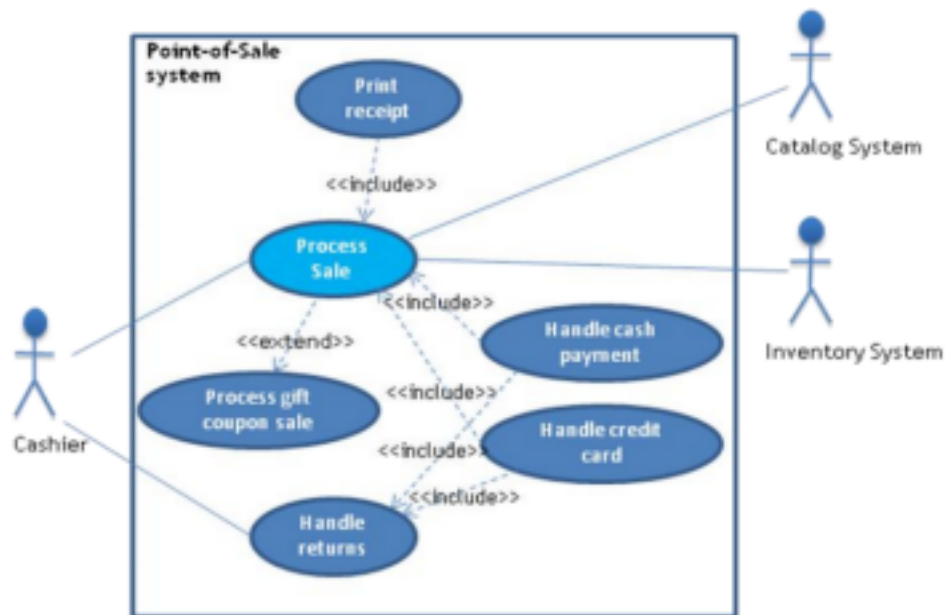 Point-of-Sale
system
Print
receipt
Catalog System
<<include>>
Process
Sale
<<include>>
Handle cash
payment
Inventory System
<<extend>>
Process gift
coupon sale
<<include>>
Handle credit
card
Cashier
<<include>>
<<include>>
Handle
returns